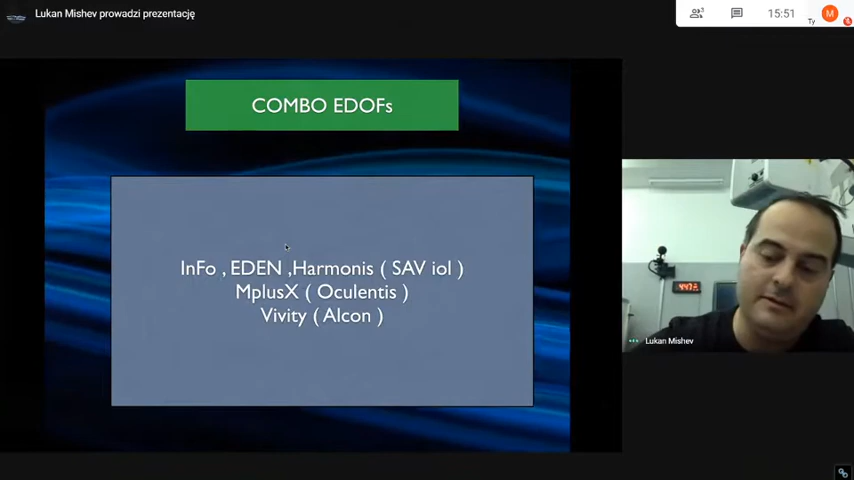 Lukan Mishev prowadzi prezentację
3
15:51
M
Ty
COMBO EDOFs
InFo , EDEN ,Harmonis ( SAV iol )
MplusX ( Oculentis )
Vivity ( Alcon )
Lukan Mishev